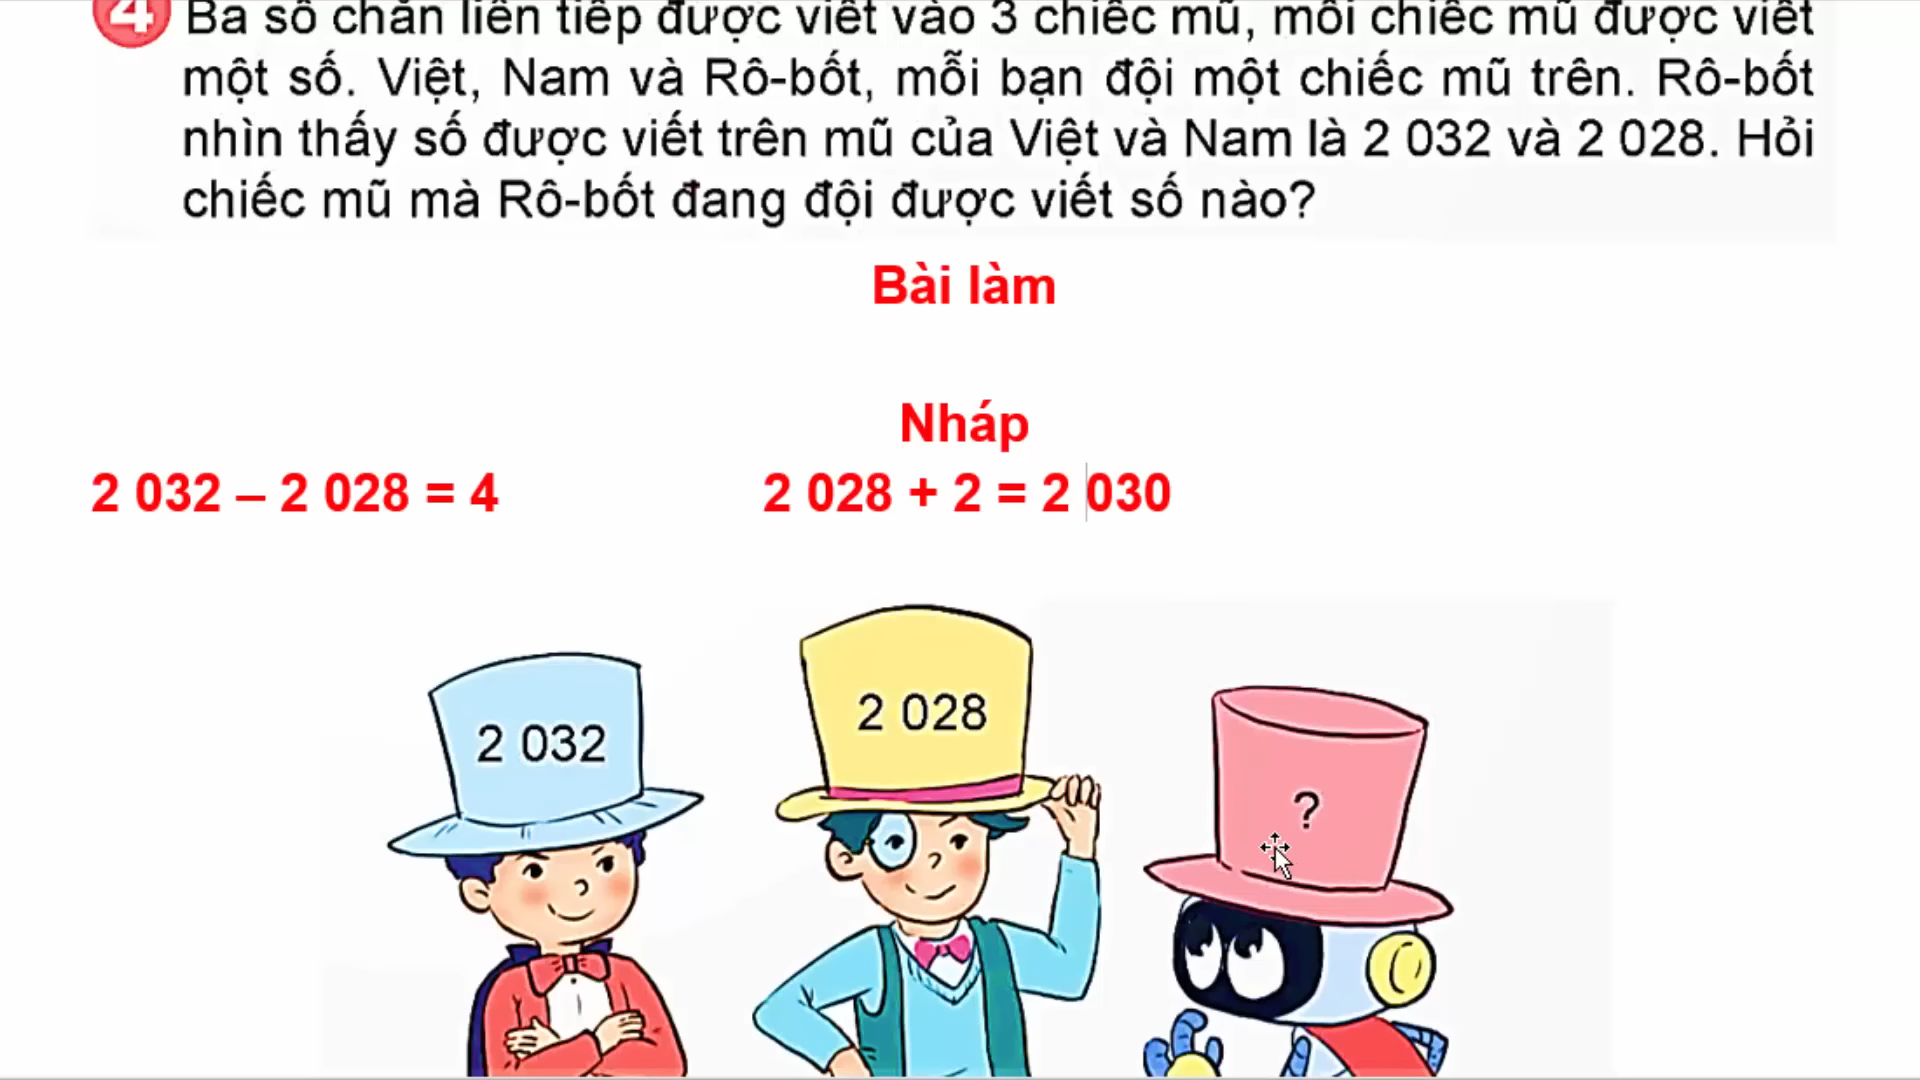 4 Ba số chẵn liên tiếp được viết vào 3 chiếc mũ, mỗi chiếc mũ được viết
một số. Việt, Nam và Rô-bốt, mỗi bạn đội một chiếc mũ trên. Rô-bốt
nhìn thấy số được viết trên mũ của Việt và Nam là 2 032 và 2 028. Hỏi
chiếc mũ mà Rô-bốt đang đội được viết số nào?
Bài làm
Nháp
2 032 – 2 028 = 4
2 028 + 2 = 2 030
2 032
2 028
?